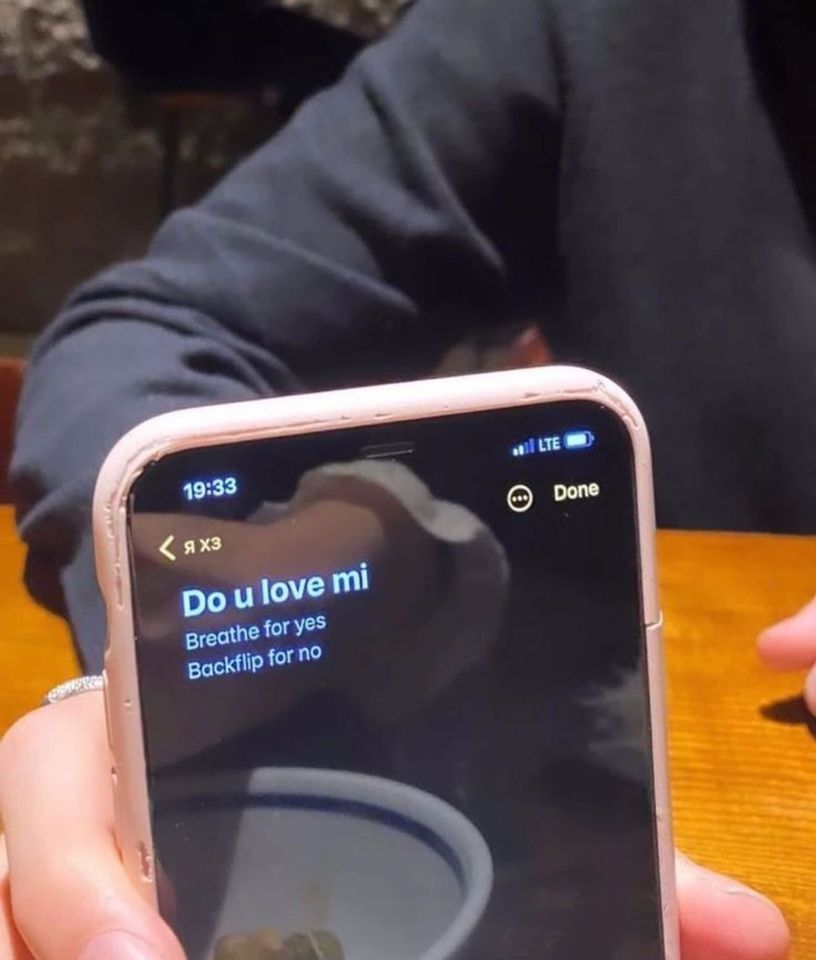 19:33 LTE
Я ХЗ Done
Do u love mi
Breathe for yes
Backflip for no